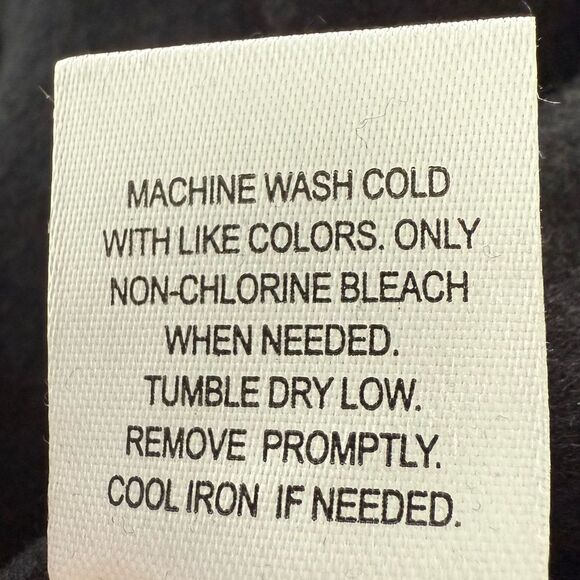 MACHINE WASH COLD
WITH LIKE COLORS. ONLY
NON-CHLORINE BLEACH
WHEN NEEDED.
TUMBLE DRY LOW.
REMOVE PROMPTLY.
COOL IRON IF NEEDED.